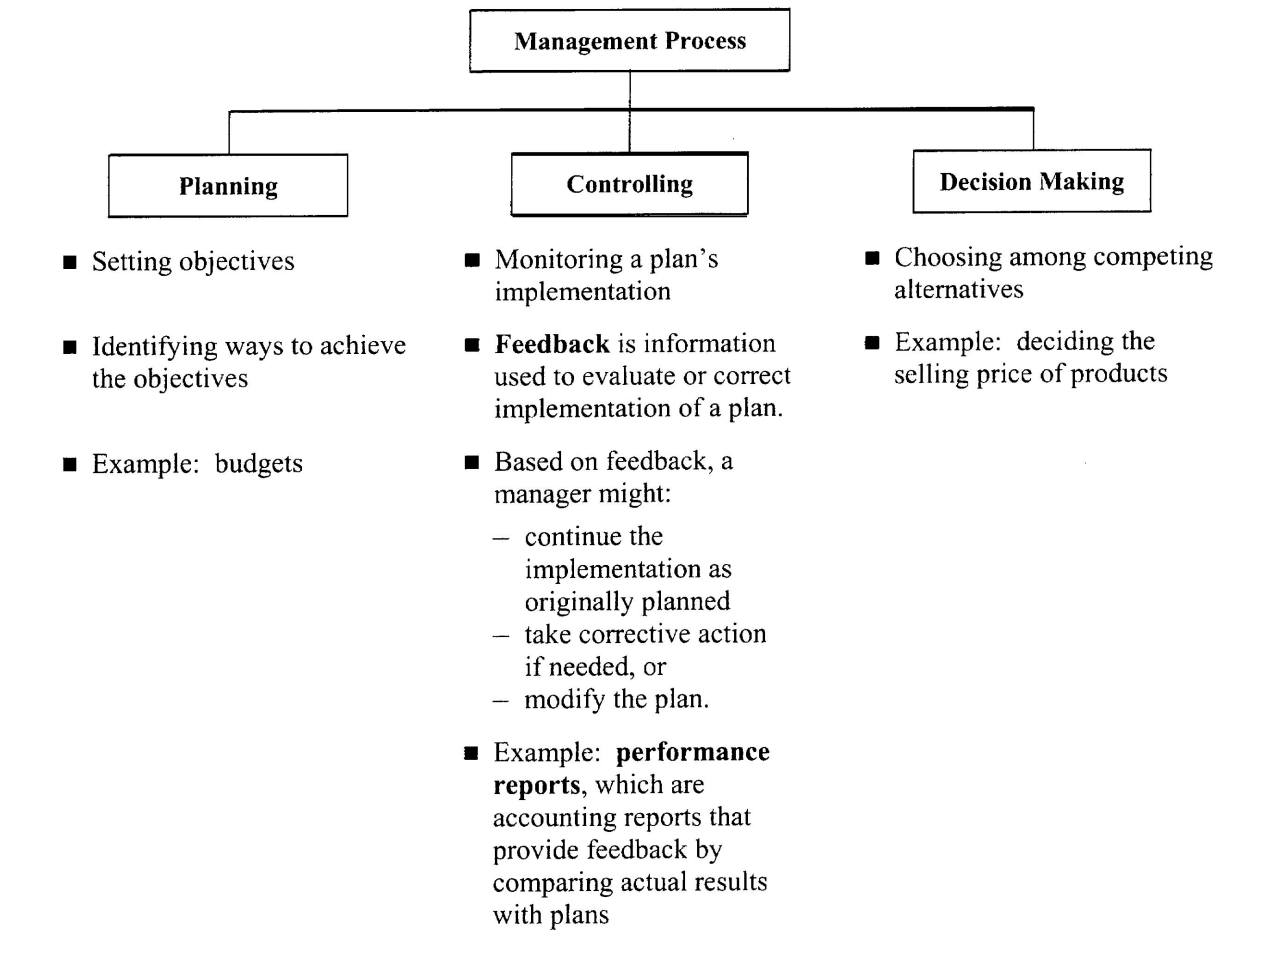 Management Process
Planning
Controlling
Decision Making
■ Setting objectives
■ Identifying ways to achieve
the objectives
■ Example: budgets
■ Monitoring a plan's
implementation
■ Feedback is information
used to evaluate or correct
implementation of a plan.
■ Based on feedback, a
manager might:
– continue the
implementation as
originally planned
– take corrective action
if needed, or
– modify the plan.
■ Example: performance
reports, which are
accounting reports that
provide feedback by
comparing actual results
with plans
■ Choosing among competing
alternatives
■ Example: deciding the
selling price of products